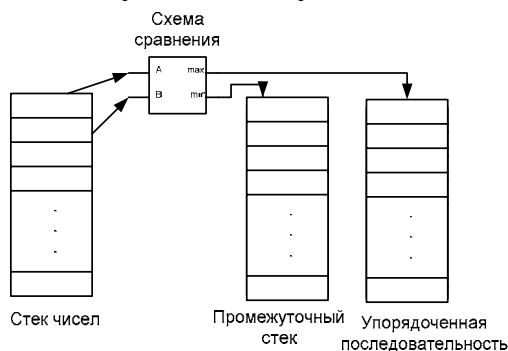 Схема
сравнения
A max
B min
Стек чисел
Промежуточный
стек
Упорядоченная
последовательность